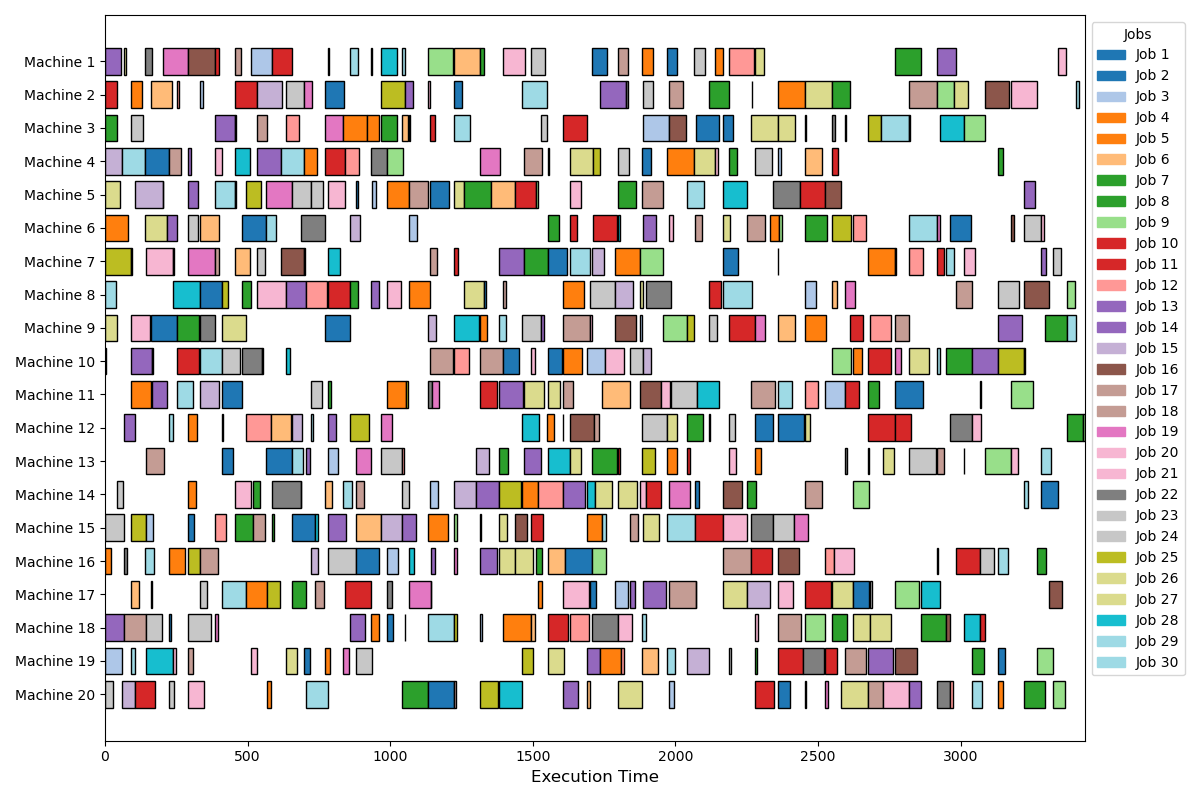 Machine 1
Machine 2
Machine 3
Machine 4
Machine 5
Machine 6
Machine 7
Machine 8
Machine 9
Machine 10
Machine 11
Machine 12
Machine 13
Machine 14
Machine 15
Machine 16
Machine 17
Machine 18
Machine 19
Machine 20
0 500 1000 1500 2000 2500 3000
Execution Time
Jobs
Job 1
Job 2
Job 3
Job 4
Job 5
Job 6
Job 7
Job 8
Job 9
Job 10
Job 11
Job 12
Job 13
Job 14
Job 15
Job 16
Job 17
Job 18
Job 19
Job 20
Job 21
Job 22
Job 23
Job 24
Job 25
Job 26
Job 27
Job 28
Job 29
Job 30